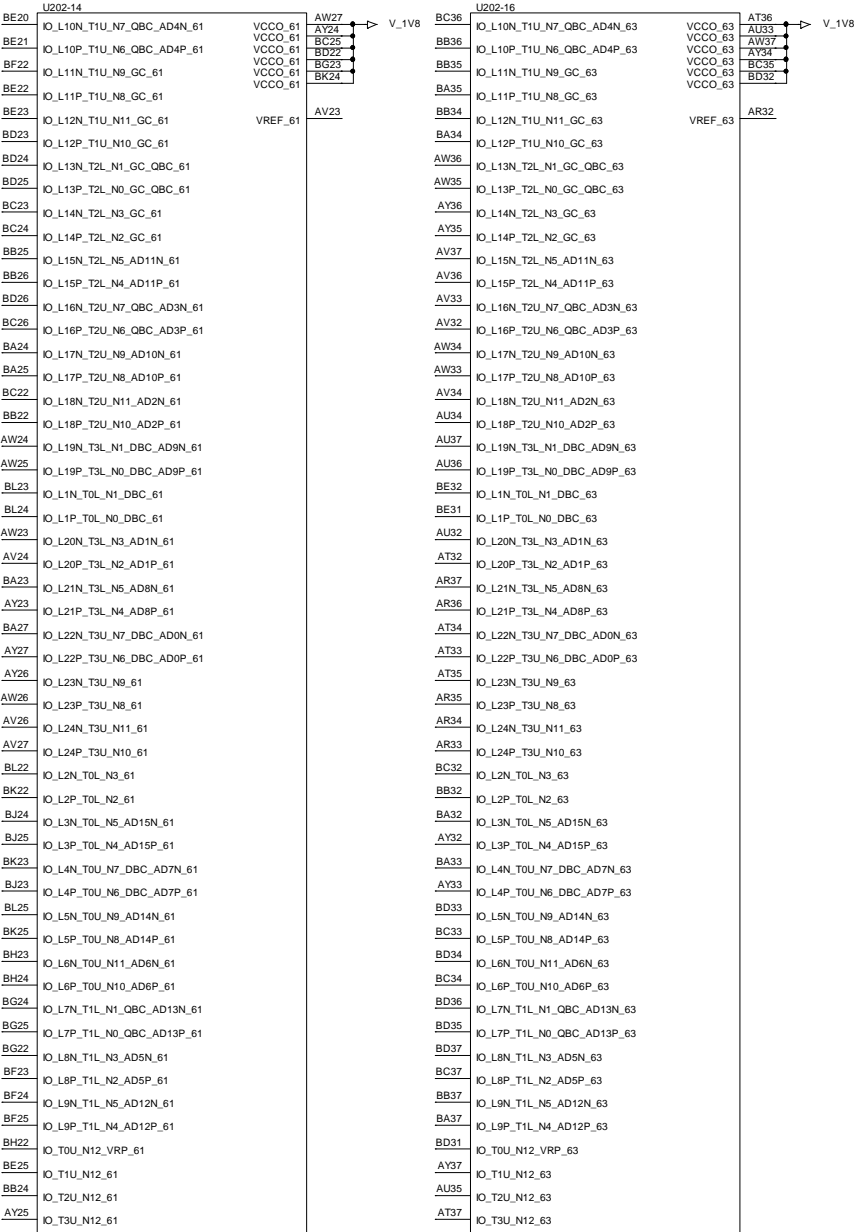 U202-14
BE20 IO_L10N_T1U_N7_QBC_AD4N_61 VCCO_61 AW27 V_1V8
VCCO_61 AY24
BE21 IO_L10P_T1U_N6_QBC_AD4P_61 VCCO_61 BC25
VCCO_61 BD22
BF22 IO_L11N_T1U_N9_GC_61 VCCO_61 BG23
VCCO_61 BK24
BE22 IO_L11P_T1U_N8_GC_61
BE23 IO_L12N_T1U_N11_GC_61 VREF_61 AV23
BD23 IO_L12P_T1U_N10_GC_61
BD24 IO_L13N_T2L_N1_GC_QBC_61
BD25 IO_L13P_T2L_N0_GC_QBC_61
BC23 IO_L14N_T2L_N3_GC_61
BC24 IO_L14P_T2L_N2_GC_61
BB25 IO_L15N_T2L_N5_AD11N_61
BB26 IO_L15P_T2L_N4_AD11P_61
BD26 IO_L16N_T2U_N7_QBC_AD3N_61
BC26 IO_L16P_T2U_N6_QBC_AD3P_61
BA24 IO_L17N_T2U_N9_AD10N_61
BA25 IO_L17P_T2U_N8_AD10P_61
BC22 IO_L18N_T2U_N11_AD2N_61
BB22 IO_L18P_T2U_N10_AD2P_61
AW24 IO_L19N_T3L_N1_DBC_AD9N_61
AW25 IO_L19P_T3L_N0_DBC_AD9P_61
BL23 IO_L1N_T0L_N1_DBC_61
BL24 IO_L1P_T0L_N0_DBC_61
AW23 IO_L20N_T3L_N3_AD1N_61
AV24 IO_L20P_T3L_N2_AD1P_61
BA23 IO_L21N_T3L_N5_AD8N_61
AY23 IO_L21P_T3L_N4_AD8P_61
BA27 IO_L22N_T3U_N7_DBC_AD0N_61
AY27 IO_L22P_T3U_N6_DBC_AD0P_61
AY26 IO_L23N_T3U_N9_61
AW26 IO_L23P_T3U_N8_61
AV26 IO_L24N_T3U_N11_61
AV27 IO_L24P_T3U_N10_61
BL22 IO_L2N_T0L_N3_61
BK22 IO_L2P_T0L_N2_61
BJ24 IO_L3N_T0L_N5_AD15N_61
BJ25 IO_L3P_T0L_N4_AD15P_61
BK23 IO_L4N_T0U_N7_DBC_AD7N_61
BJ23 IO_L4P_T0U_N6_DBC_AD7P_61
BL25 IO_L5N_T0U_N9_AD14N_61
BK25 IO_L5P_T0U_N8_AD14P_61
BH23 IO_L6N_T0U_N11_AD6N_61
BH24 IO_L6P_T0U_N10_AD6P_61
BG24 IO_L7N_T1L_N1_QBC_AD13N_61
BG25 IO_L7P_T1L_N0_QBC_AD13P_61
BG22 IO_L8N_T1L_N3_AD5N_61
BF23 IO_L8P_T1L_N2_AD5P_61
BF24 IO_L9N_T1L_N5_AD12N_61
BF25 IO_L9P_T1L_N4_AD12P_61
BH22 IO_T0U_N12_VRP_61
BE25 IO_T1U_N12_61
BB24 IO_T2U_N12_61
AY25 IO_T3U_N12_61
U202-16
BC36 IO_L10N_T1U_N7_QBC_AD4N_63 VCCO_63 AT36 V_1V8
VCCO_63 AU33
BB36 IO_L10P_T1U_N6_QBC_AD4P_63 VCCO_63 AW37
VCCO_63 AY34
BB35 IO_L11N_T1U_N9_GC_63 VCCO_63 BC35
VCCO_63 BD32
BA35 IO_L11P_T1U_N8_GC_63
BB34 IO_L12N_T1U_N11_GC_63 VREF_63 AR32
BA34 IO_L12P_T1U_N10_GC_63
AW36 IO_L13N_T2L_N1_GC_QBC_63
AW35 IO_L13P_T2L_N0_GC_QBC_63
AY36 IO_L14N_T2L_N3_GC_63
AY35 IO_L14P_T2L_N2_GC_63
AV37 IO_L15N_T2L_N5_AD11N_63
AV36 IO_L15P_T2L_N4_AD11P_63
AV33 IO_L16N_T2U_N7_QBC_AD3N_63
AV32 IO_L16P_T2U_N6_QBC_AD3P_63
AW34 IO_L17N_T2U_N9_AD10N_63
AW33 IO_L17P_T2U_N8_AD10P_63
AV34 IO_L18N_T2U_N11_AD2N_63
AU34 IO_L18P_T2U_N10_AD2P_63
AU37 IO_L19N_T3L_N1_DBC_AD9N_63
AU36 IO_L19P_T3L_N0_DBC_AD9P_63
BE32 IO_L1N_T0L_N1_DBC_63
BE31 IO_L1P_T0L_N0_DBC_63
AU32 IO_L20N_T3L_N3_AD1N_63
AT32 IO_L20P_T3L_N2_AD1P_63
AR37 IO_L21N_T3L_N5_AD8N_63
AR36 IO_L21P_T3L_N4_AD8P_63
AT34 IO_L22N_T3U_N7_DBC_AD0N_63
AT33 IO_L22P_T3U_N6_DBC_AD0P_63
AT35 IO_L23N_T3U_N9_63
AR35 IO_L23P_T3U_N8_63
AR34 IO_L24N_T3U_N11_63
AR33 IO_L24P_T3U_N10_63
BC32 IO_L2N_T0L_N3_63
BB32 IO_L2P_T0L_N2_63
BA32 IO_L3N_T0L_N5_AD15N_63
AY32 IO_L3P_T0L_N4_AD15P_63
BA33 IO_L4N_T0U_N7_DBC_AD7N_63
AY33 IO_L4P_T0U_N6_DBC_AD7P_63
BD33 IO_L5N_T0U_N9_AD14N_63
BC33 IO_L5P_T0U_N8_AD14P_63
BD34 IO_L6N_T0U_N11_AD6N_63
BC34 IO_L6P_T0U_N10_AD6P_63
BD36 IO_L7N_T1L_N1_QBC_AD13N_63
BD35 IO_L7P_T1L_N0_QBC_AD13P_63
BD37 IO_L8N_T1L_N3_AD5N_63
BC37 IO_L8P_T1L_N2_AD5P_63
BB37 IO_L9N_T1L_N5_AD12N_63
BA37 IO_L9P_T1L_N4_AD12P_63
BD31 IO_T0U_N12_VRP_63
AY37 IO_T1U_N12_63
AU35 IO_T2U_N12_63
AT37 IO_T3U_N12_63